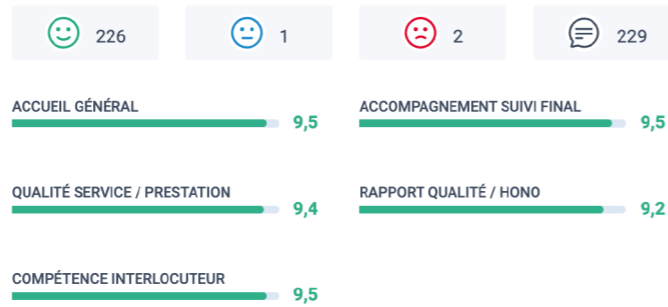 226
1
2
229
ACCUEIL GÉNÉRAL
9,5
ACCOMPAGNEMENT SUIVI FINAL
9,5
QUALITÉ SERVICE / PRESTATION
9,4
RAPPORT QUALITÉ / HONO
9,2
COMPÉTENCE INTERLOCUTEUR
9,5